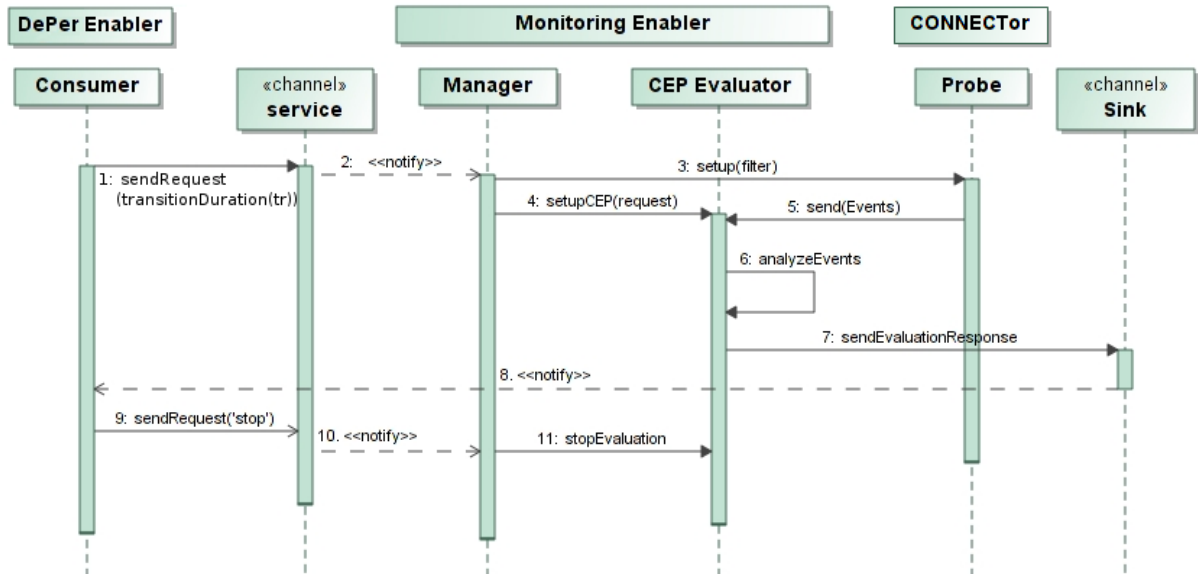 DePer Enabler
Monitoring Enabler
CONNECTor
Consumer
«channel»
service
Manager
CEP Evaluator
Probe
«channel»
Sink
1: sendRequest
(transitionDuration(tr))
2: <<notify>>
3: setup(filter)
4: setupCEP(request)
5: send(Events)
6: analyzeEvents
7: sendEvaluationResponse
8. <<notify>>
9: sendRequest('stop')
10. <<notify>>
11: stopEvaluation